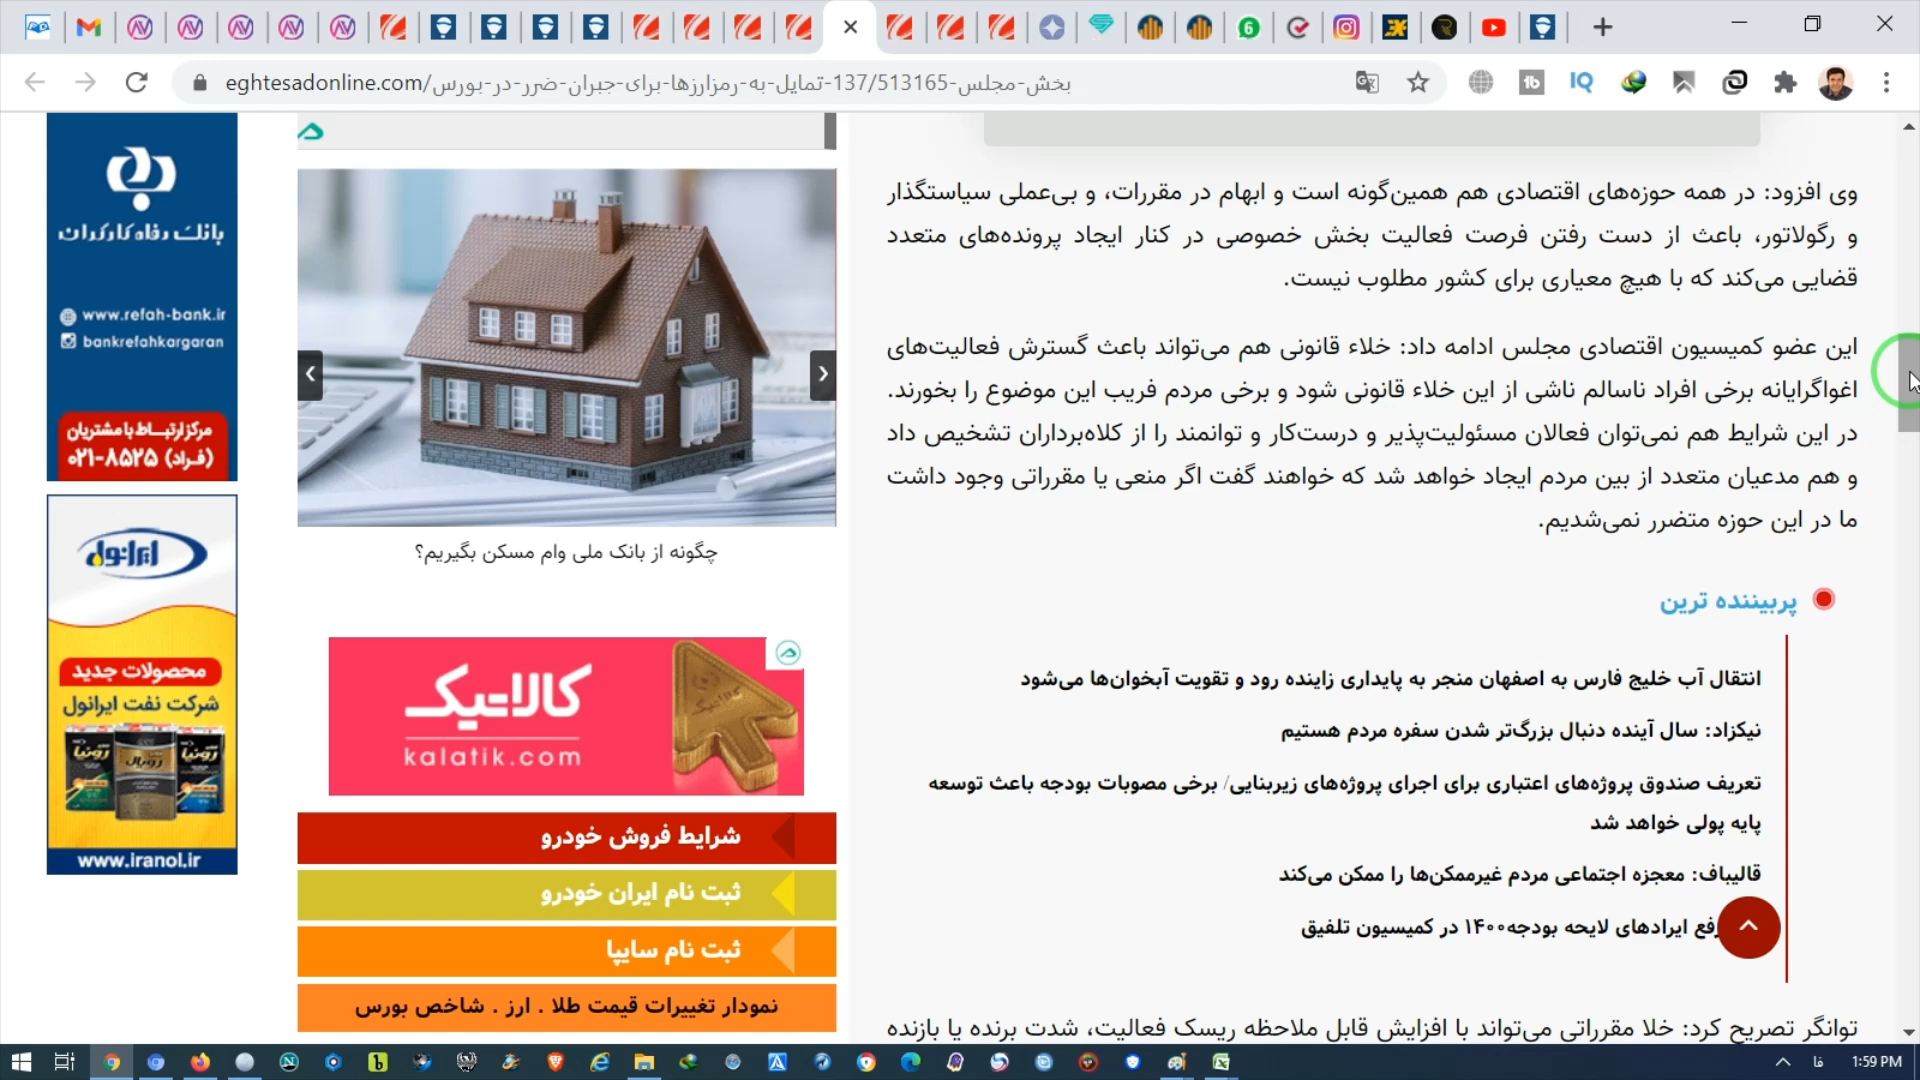 eghtesadonline.com/بخش-مجلس-137/513165-تمایل-به-رمزارزها-برای-جبران-ضرر-در-بورس
وی افزود: در همه حوزه‌های اقتصادی هم همین‌گونه است و ابهام در مقررات، و بی‌عملی سیاستگذار
و رگولاتور، باعث از دست رفتن فرصت فعالیت بخش خصوصی در کنار ایجاد پرونده‌های متعدد
قضایی می‌کند که با هیچ معیاری برای کشور مطلوب نیست.
این عضو کمیسیون اقتصادی مجلس ادامه داد: خلاء قانونی هم می‌تواند باعث گسترش فعالیت‌های
اغواگرایانه برخی افراد ناسالم ناشی از این خلاء قانونی شود و برخی مردم فریب این موضوع را بخورند.
در این شرایط هم نمی‌توان فعالان مسئولیت‌پذیر و درست‌کار و توانمند را از کلاه‌برداران تشخیص داد
و هم مدعیان متعدد از بین مردم ایجاد خواهد شد که خواهند گفت اگر منعی یا مقرراتی وجود داشت
ما در این حوزه متضرر نمی‌شدیم.
پربیننده ترین
انتقال آب خلیج فارس به اصفهان منجر به پایداری زاینده رود و تقویت آبخوان‌ها می‌شود
نیکزاد: سال آینده دنبال بزرگ‌تر شدن سفره مردم هستیم
تعریف صندوق پروژه‌های اعتباری برای اجرای پروژه‌های زیربنایی/ برخی مصوبات بودجه باعث توسعه
پایه پولی خواهد شد
قالیباف: معجزه اجتماعی مردم غیرممکن‌ها را ممکن می‌کند
رفع ایرادهای لایحه بودجه۱۴۰۰ در کمیسیون تلفیق
توانگر تصریح کرد: خلا مقرراتی می‌تواند با افزایش قابل ملاحظه ریسک فعالیت، شدت برنده یا بازنده
چگونه از بانک ملی وام مسکن بگیریم؟
کالاتیک
kalatik.com
شرایط فروش خودرو
ثبت نام ایران خودرو
ثبت نام سایپا
نمودار تغییرات قیمت طلا . ارز . شاخص بورس
بانک رفاه کارگران
www.refah-bank.ir
bankrefahkargaran
مرکز ارتباط با مشتریان
(فراد) ۸۵۲۵-۰۲۱
ایرانول
محصولات جدید
شرکت نفت ایرانول
رونیا
رویال
رونیا
www.iranol.ir
فا
1:59 PM